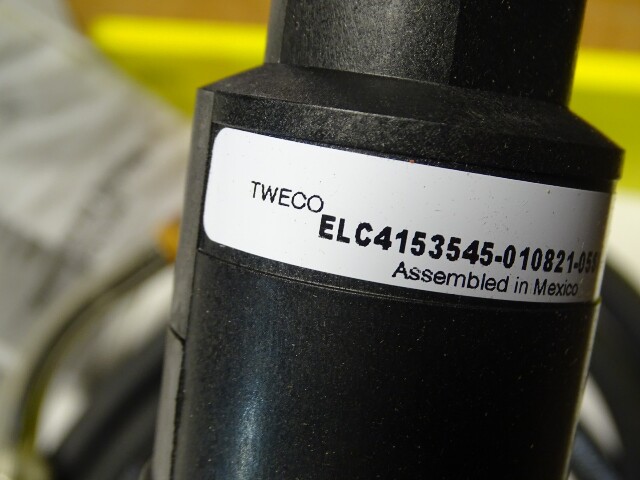 TWECO
ELC4153545-010821-05
Assembled in Mexico